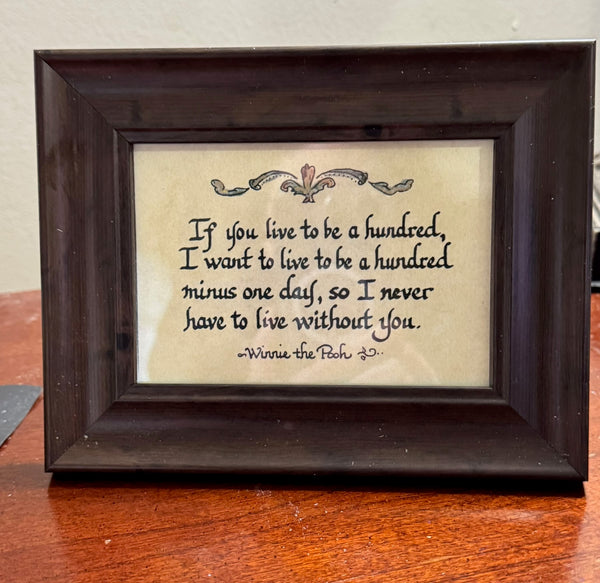 If you live to be a hundred,
I want to live to be a hundred
minus one day, so I never
have to live without you.
Winnie the Pooh